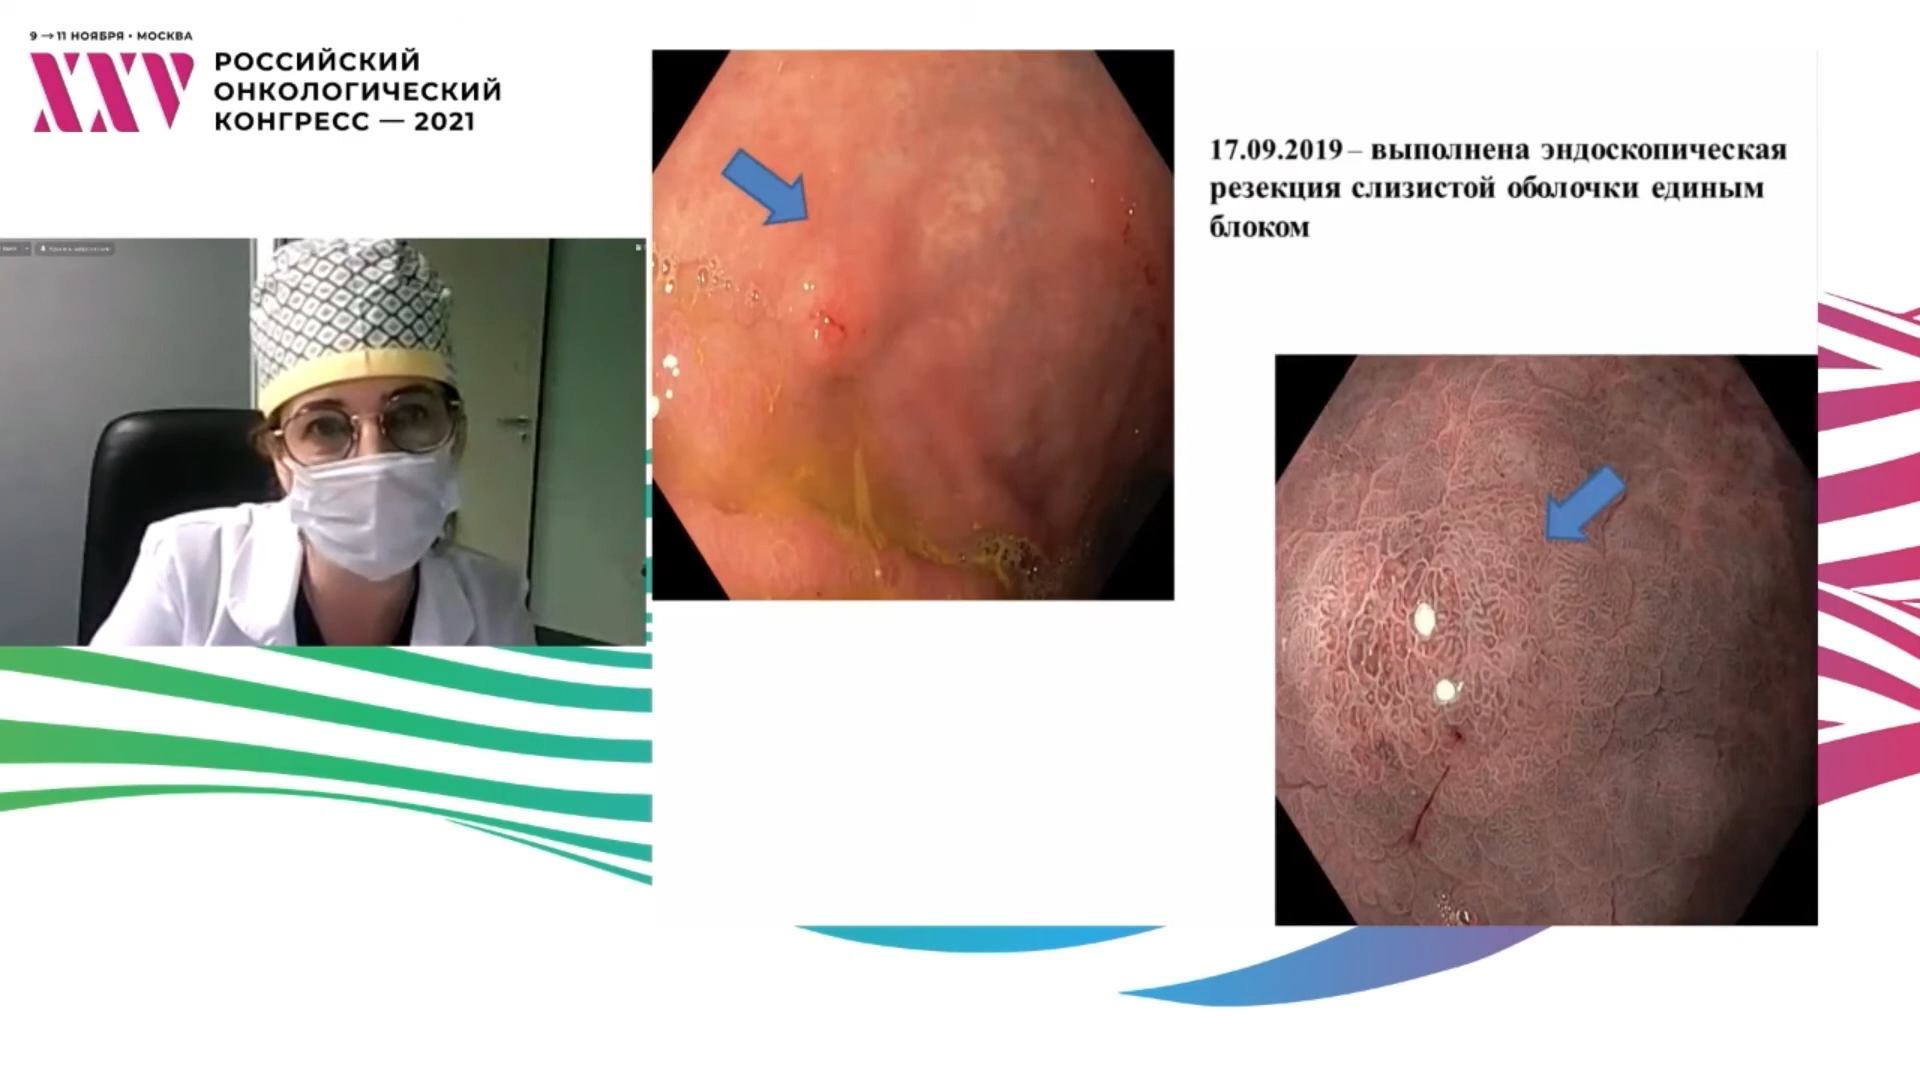 9 → 11 НОЯБРЯ • МОСКВА
XXV
РОССИЙСКИЙ
ОНКОЛОГИЧЕСКИЙ
КОНГРЕСС — 2021
17.09.2019 – выполнена эндоскопическая
резекция слизистой оболочки единым
блоком